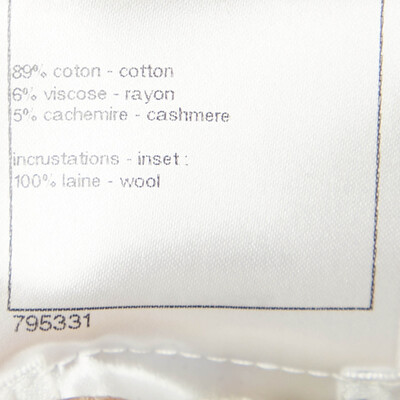 89% coton - cotton
6% viscose - rayon
5% cachemire - cashmere
incrustations - inset :
100% laine - wool
795331